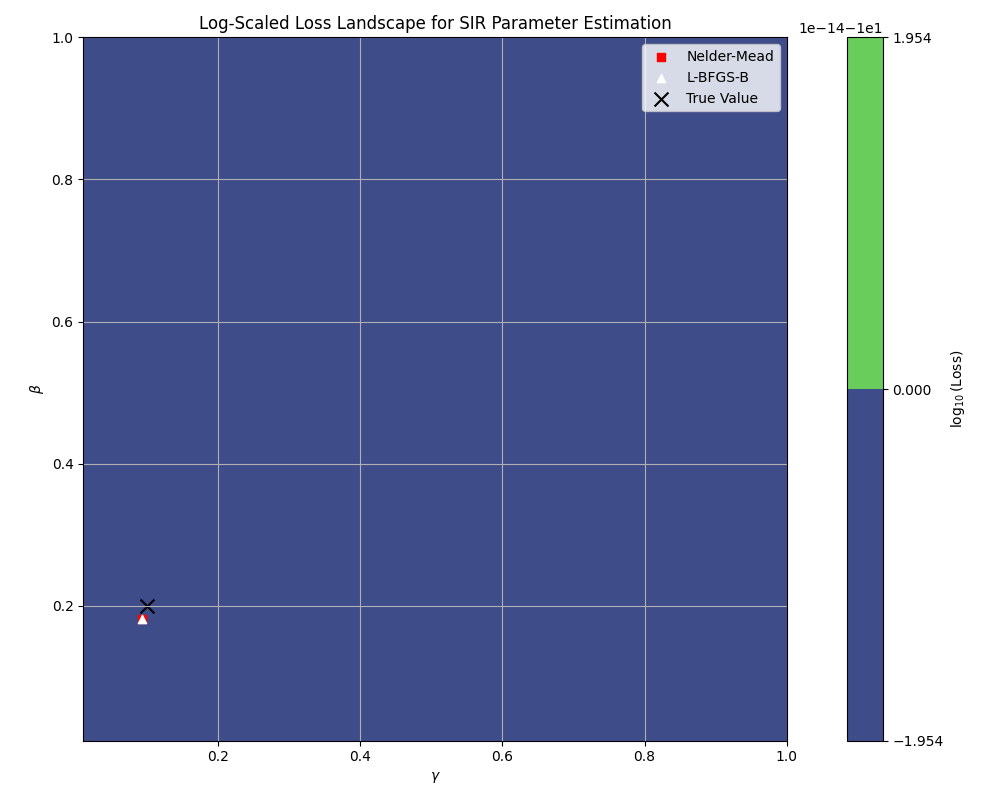 Log-Scaled Loss Landscape for SIR Parameter Estimation
1e−14−1e1
1.0
0.8
0.6
0.4
0.2
β
Nelder-Mead
L-BFGS-B
True Value
0.2
0.4
0.6
0.8
1.0
γ
1.954
0.000
−1.954
log₁₀(Loss)